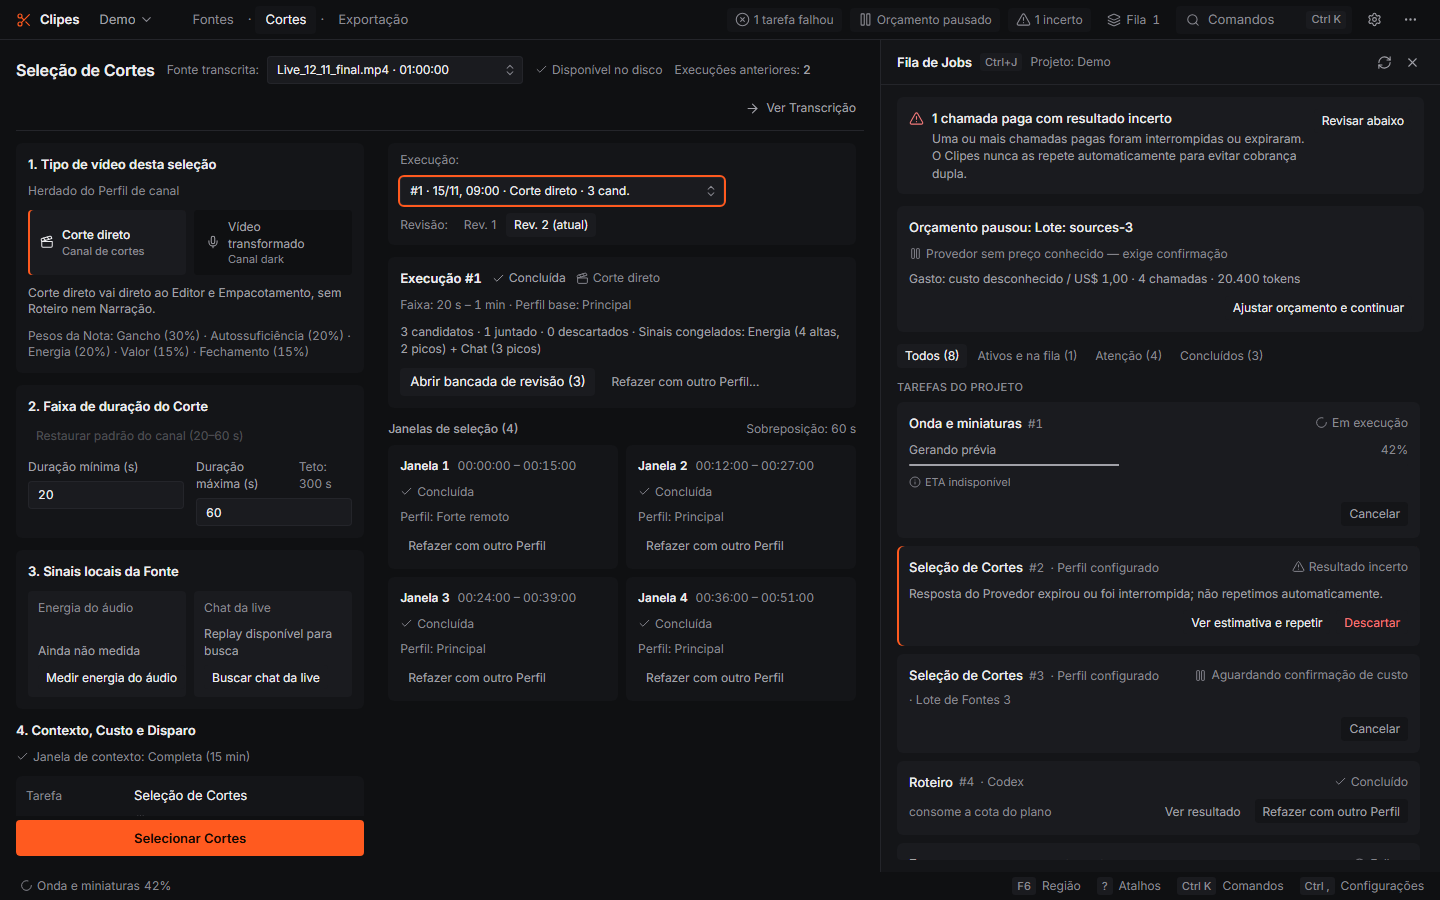 Clipes
Demo
Fontes · Cortes · Exportação
1 tarefa falhou
Orçamento pausado
1 incerto
Fila 1
Comandos Ctrl K
Seleção de Cortes
Fonte transcrita:
Live_12_11_final.mp4 · 01:00:00
Disponível no disco
Execuções anteriores: 2
Ver Transcrição
1. Tipo de vídeo desta seleção
Herdado do Perfil de canal
Corte direto
Canal de cortes
Vídeo
transformado
Canal dark
Corte direto vai direto ao Editor e Empacotamento, sem
Roteiro nem Narração.
Pesos da Nota: Gancho (30%) · Autossuficiência (20%) ·
Energia (20%) · Valor (15%) · Fechamento (15%)
2. Faixa de duração do Corte
Restaurar padrão do canal (20–60 s)
Duração mínima (s)
20
Duração
máxima (s)
Teto:
300 s
60
3. Sinais locais da Fonte
Energia do áudio
Ainda não medida
Medir energia do áudio
Chat da live
Replay disponível para
busca
Buscar chat da live
4. Contexto, Custo e Disparo
Janela de contexto: Completa (15 min)
Tarefa Seleção de Cortes
Selecionar Cortes
Execução:
#1 · 15/11, 09:00 · Corte direto · 3 cand.
Revisão: Rev. 1 Rev. 2 (atual)
Execução #1 Concluída Corte direto
Faixa: 20 s – 1 min · Perfil base: Principal
3 candidatos · 1 juntado · 0 descartados · Sinais congelados: Energia (4 altas,
2 picos) + Chat (3 picos)
Abrir bancada de revisão (3) Refazer com outro Perfil...
Janelas de seleção (4) Sobreposição: 60 s
Janela 1 00:00:00 – 00:15:00
Concluída
Perfil: Forte remoto
Refazer com outro Perfil
Janela 2 00:12:00 – 00:27:00
Concluída
Perfil: Principal
Refazer com outro Perfil
Janela 3 00:24:00 – 00:39:00
Concluída
Perfil: Principal
Refazer com outro Perfil
Janela 4 00:36:00 – 00:51:00
Concluída
Perfil: Principal
Refazer com outro Perfil
Fila de Jobs Ctrl+J Projeto: Demo
1 chamada paga com resultado incerto
Uma ou mais chamadas pagas foram interrompidas ou expiraram.
O Clipes nunca as repete automaticamente para evitar cobrança
dupla.
Revisar abaixo
Orçamento pausou: Lote: sources-3
Provedor sem preço conhecido — exige confirmação
Gasto: custo desconhecido / US$ 1,00 · 4 chamadas · 20.400 tokens
Ajustar orçamento e continuar
Todos (8) Ativos e na fila (1) Atenção (4) Concluídos (3)
TAREFAS DO PROJETO
Onda e miniaturas #1 Em execução
Gerando prévia 42%
ETA indisponível
Cancelar
Seleção de Cortes #2 · Perfil configurado Resultado incerto
Resposta do Provedor expirou ou foi interrompida; não repetimos automaticamente.
Ver estimativa e repetir Descartar
Seleção de Cortes #3 · Perfil configurado Aguardando confirmação de custo
· Lote de Fontes 3
Cancelar
Roteiro #4 · Codex Concluído
consome a cota do plano Ver resultado Refazer com outro Perfil
Onda e miniaturas 42%
F6 Região ? Atalhos Ctrl K Comandos Ctrl , Configurações